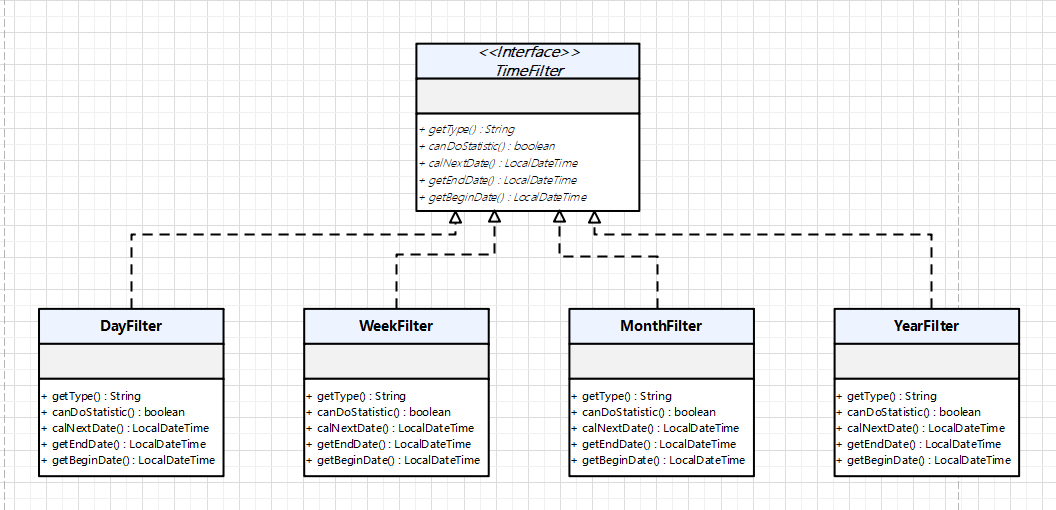 <<Interface>>
TimeFilter
+ getType() : String
+ canDoStatistic() : boolean
+ calNextDate() : LocalDateTime
+ getEndDate() : LocalDateTime
+ getBeginDate() : LocalDateTime
DayFilter
+ getType() : String
+ canDoStatistic() : boolean
+ calNextDate() : LocalDateTime
+ getEndDate() : LocalDateTime
+ getBeginDate() : LocalDateTime
WeekFilter
+ getType() : String
+ canDoStatistic() : boolean
+ calNextDate() : LocalDateTime
+ getEndDate() : LocalDateTime
+ getBeginDate() : LocalDateTime
MonthFilter
+ getType() : String
+ canDoStatistic() : boolean
+ calNextDate() : LocalDateTime
+ getEndDate() : LocalDateTime
+ getBeginDate() : LocalDateTime
YearFilter
+ getType() : String
+ canDoStatistic() : boolean
+ calNextDate() : LocalDateTime
+ getEndDate() : LocalDateTime
+ getBeginDate() : LocalDateTime